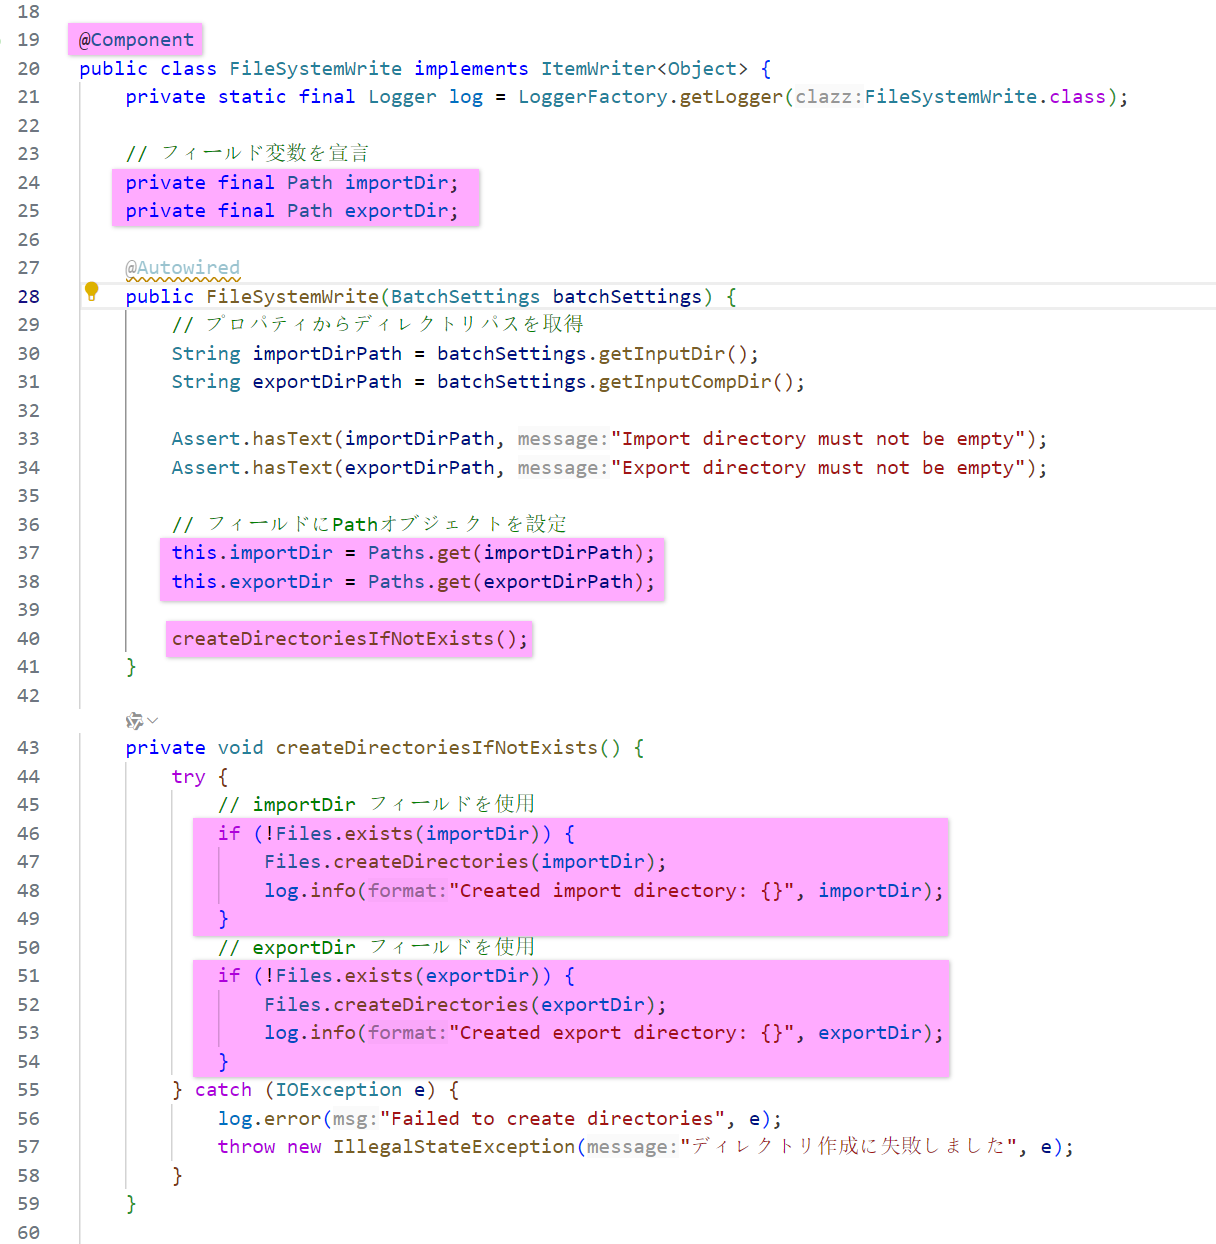 18
19 @Component
20 public class FileSystemWrite implements ItemWriter<Object> {
21 private static final Logger log = LoggerFactory.getLogger(clazz:FileSystemWrite.class);
22
23 // フィールド変数を宣言
24 private final Path importDir;
25 private final Path exportDir;
26
27 @Autowired
28 public FileSystemWrite(BatchSettings batchSettings) {
29 // プロパティからディレクトリパスを取得
30 String importDirPath = batchSettings.getInputDir();
31 String exportDirPath = batchSettings.getInputCompDir();
32
33 Assert.hasText(importDirPath, message:"Import directory must not be empty");
34 Assert.hasText(exportDirPath, message:"Export directory must not be empty");
35
36 // フィールドにPathオブジェクトを設定
37 this.importDir = Paths.get(importDirPath);
38 this.exportDir = Paths.get(exportDirPath);
39
40 createDirectoriesIfNotExists();
41 }
42
43 private void createDirectoriesIfNotExists() {
44 try {
45 // importDir フィールドを使用
46 if (!Files.exists(importDir)) {
47 Files.createDirectories(importDir);
48 log.info(format:"Created import directory: {}", importDir);
49 }
50 // exportDir フィールドを使用
51 if (!Files.exists(exportDir)) {
52 Files.createDirectories(exportDir);
53 log.info(format:"Created export directory: {}", exportDir);
54 }
55 } catch (IOException e) {
56 log.error(msg:"Failed to create directories", e);
57 throw new IllegalStateException(message:"ディレクトリ作成に失敗しました", e);
58 }
59 }
60